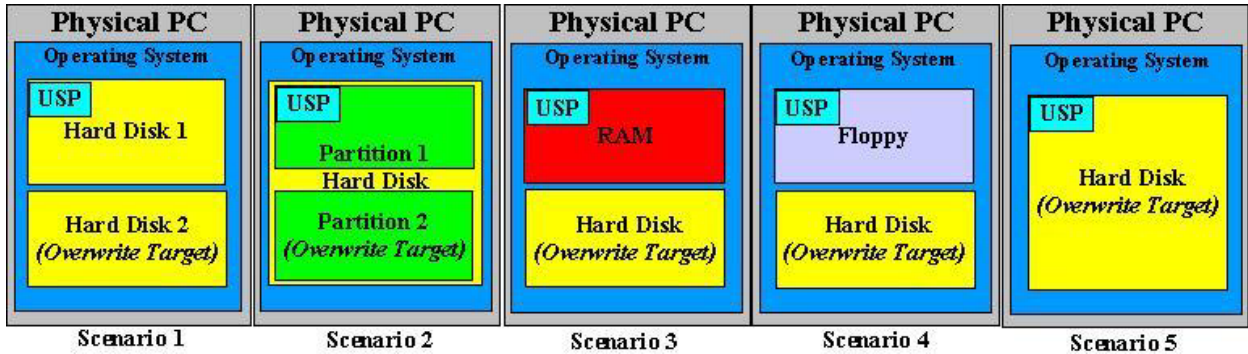 Physical PC
Operating System
USP
Hard Disk 1
Hard Disk 2
(Overwrite Target)
Scenario 1
Physical PC
Operating System
USP
Partition 1
Hard Disk
Partition 2
(Overwrite Target)
Scenario 2
Physical PC
Operating System
USP
RAM
Hard Disk
(Overwrite Target)
Scenario 3
Physical PC
Operating System
USP
Floppy
Hard Disk
(Overwrite Target)
Scenario 4
Physical PC
Operating System
USP
Hard Disk
(Overwrite Target)
Scenario 5